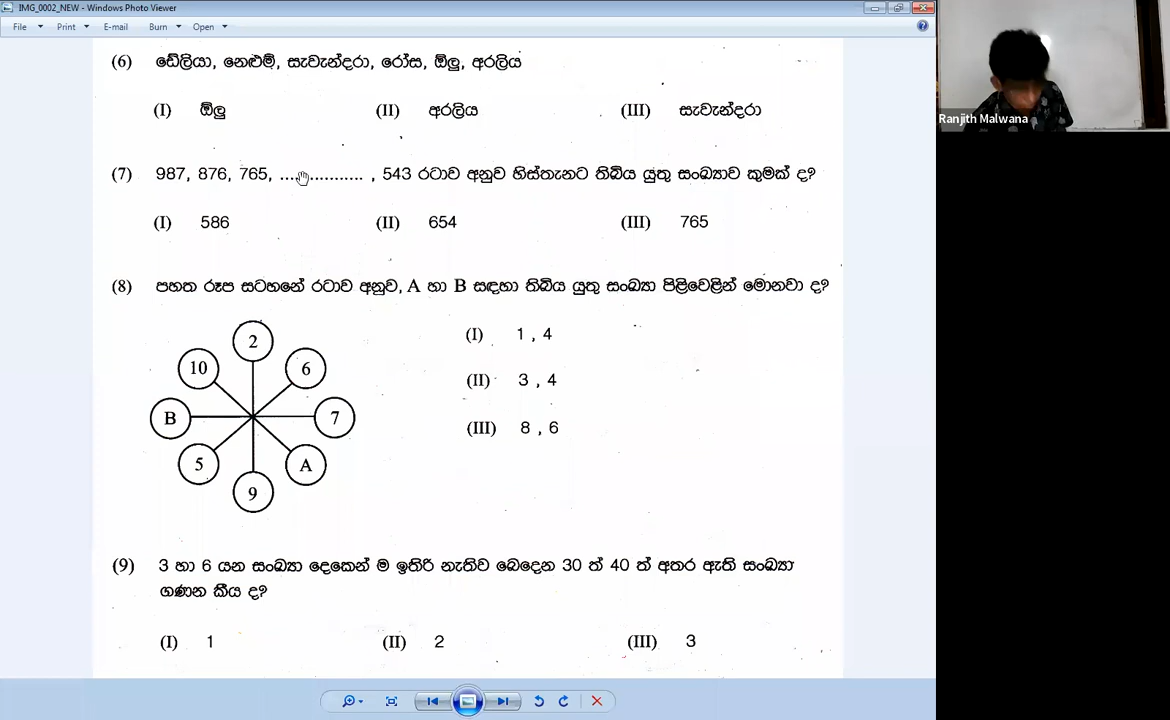 IMG_0002_NEW - Windows Photo Viewer
File Print E-mail Burn Open
(6) ඩේලියා, නෙළුම්, සැවැන්දරා, රෝස, ඕලු, අරලිය
(I) ඕලු (II) අරලිය (III) සැවැන්දරා
Ranjith Malwana
(7) 987, 876, 765, ................ , 543 රටාව අනුව හිස්තැනට තිබිය යුතු සංඛ්‍යාව කුමක් ද?
(I) 586 (II) 654 (III) 765
(8) පහත රූප සටහනේ රටාව අනුව, A හා B සඳහා තිබිය යුතු සංඛ්‍යා පිළිවෙළින් මොනවා ද?
2
10 6
B 7
5 A
9
(I) 1 , 4
(II) 3 , 4
(III) 8 , 6
(9) 3 හා 6 යන සංඛ්‍යා දෙකෙන් ම ඉතිරි නැතිව බෙදෙන 30 ත් 40 ත් අතර ඇති සංඛ්‍යා
ගණන කීය ද?
(I) 1 (II) 2 (III) 3